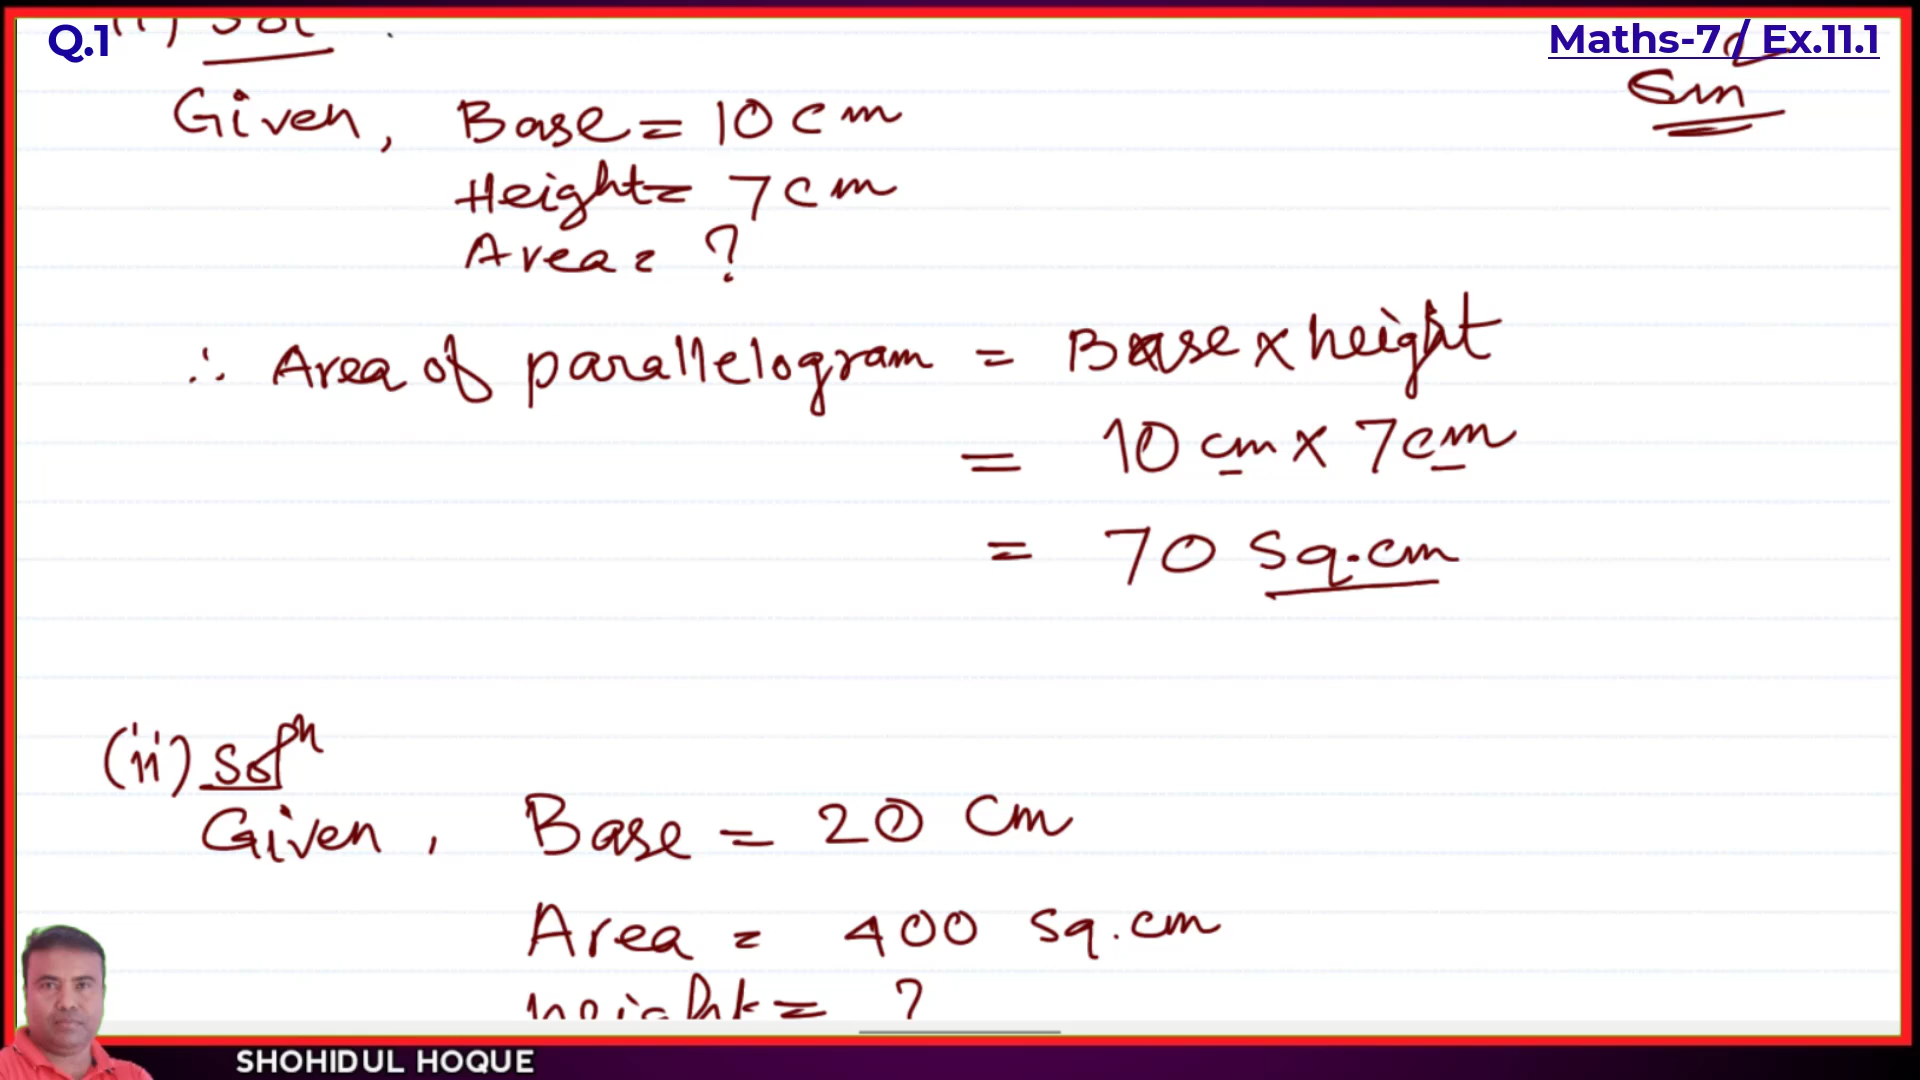 Q.1
Maths-7 / Ex.11.1
Given, Base = 10 cm
Height = 7 cm
Area = ?
∴ Area of parallelogram = Base × height
= 10 cm × 7 cm
= 70 sq.cm
(ii) Solⁿ
Given, Base = 20 cm
Area = 400 sq.cm
height = ?
SHOHIDUL HOQUE